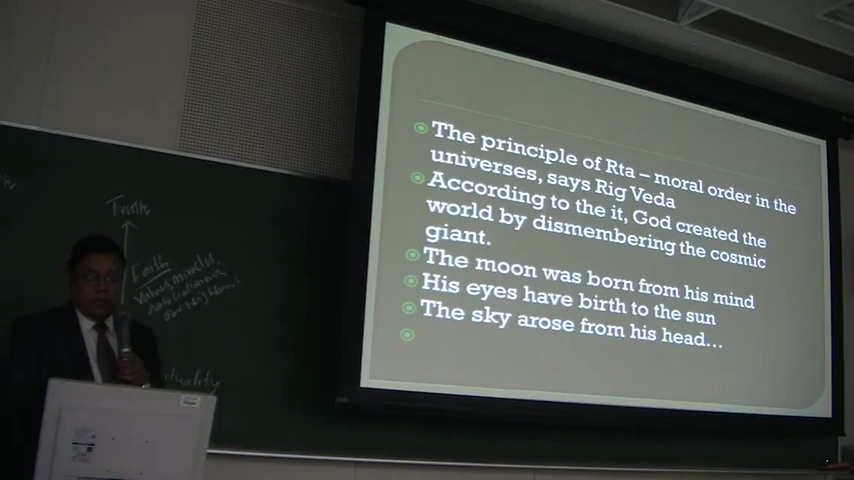 The principle of Rta – moral order in the
universes, says Rig Veda
According to the it, God created the
world by dismembering the cosmic
giant.
The moon was born from his mind
His eyes have birth to the sun
The sky arose from his head...
Truth
Faith